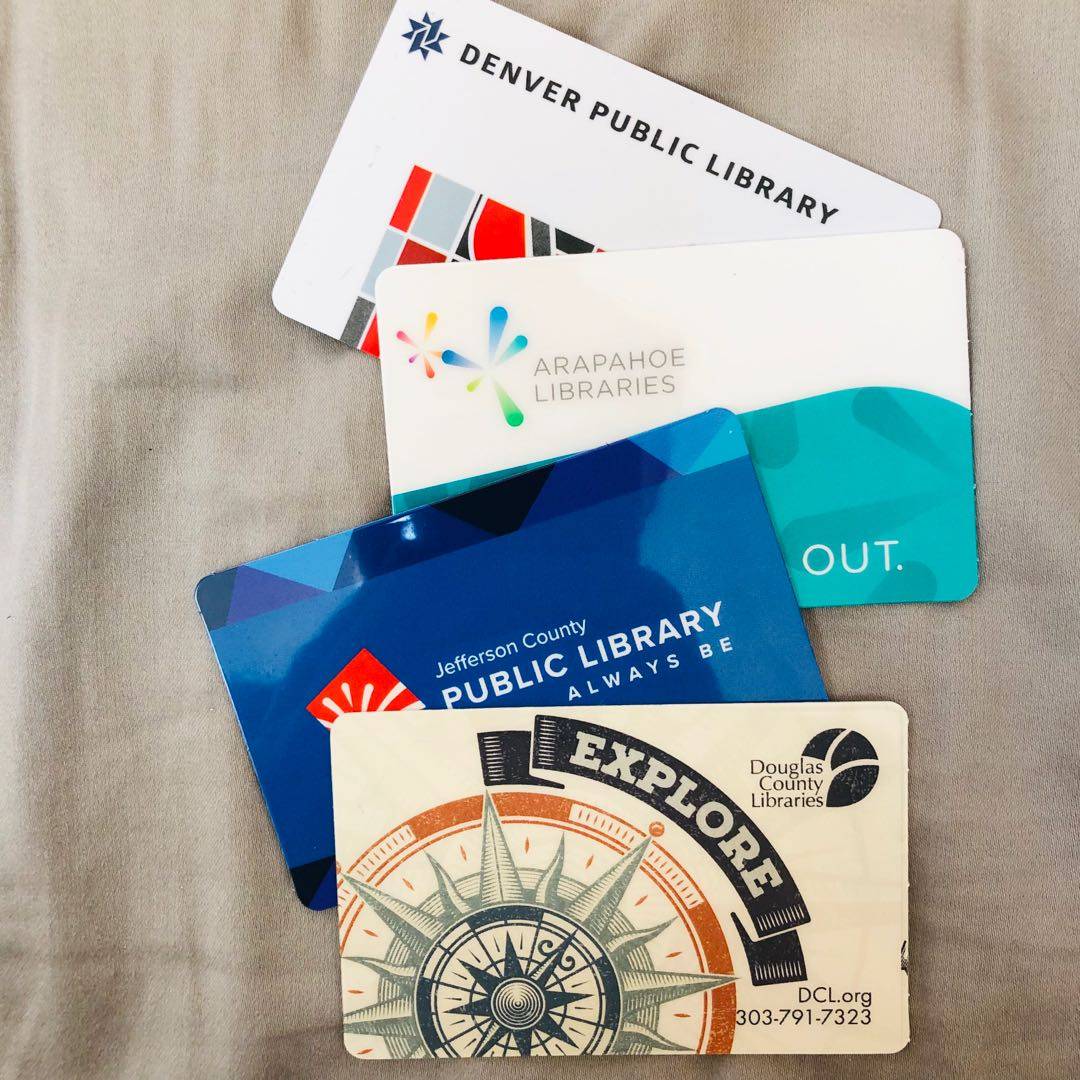 DENVER PUBLIC LIBRARY
ARAPAHOE
LIBRARIES
OUT.
Jefferson County
PUBLIC LIBRARY
ALWAYS BE
EXPLORE
Douglas
County
Libraries
DCL.org
303-791-7323